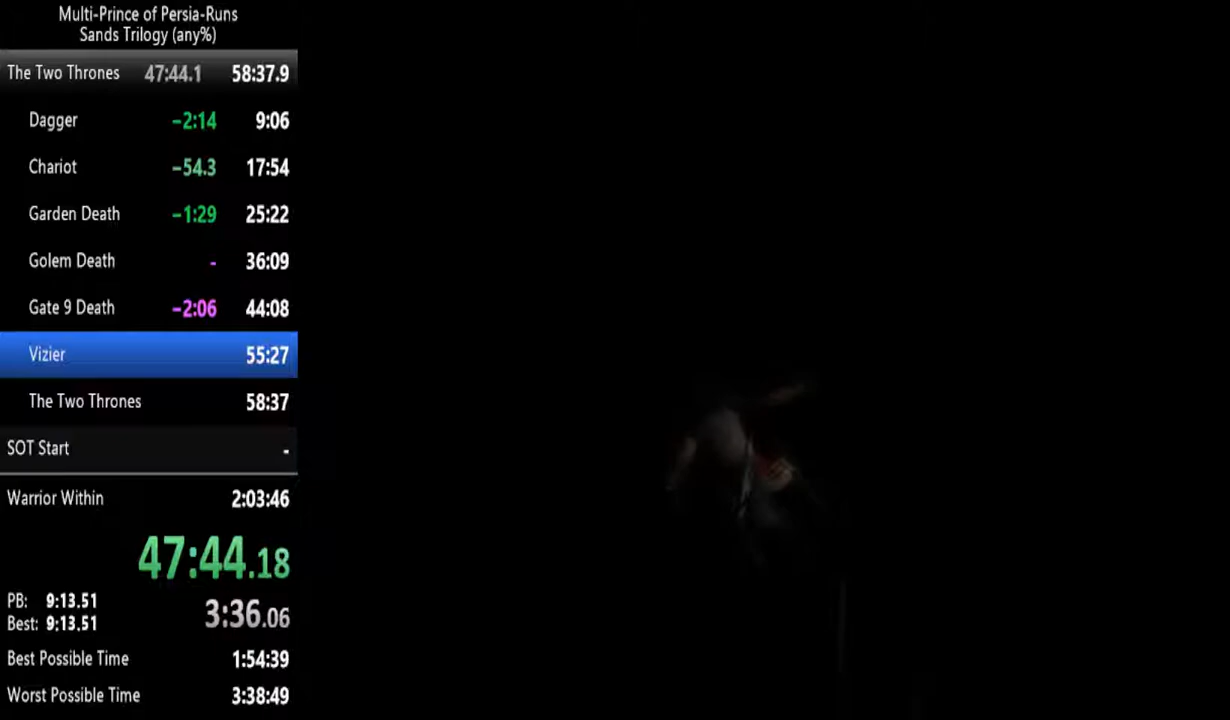 Multi-Prince of Persia-Runs
Sands Trilogy (any%)
The Two Thrones 47:44.1 58:37.9
Dagger −2:14 9:06
Chariot −54.3 17:54
Garden Death −1:29 25:22
Golem Death - 36:09
Gate 9 Death −2:06 44:08
Vizier 55:27
The Two Thrones 58:37
SOT Start -
Warrior Within 2:03:46
47:44.18
PB: 9:13.51
Best: 9:13.51
3:36.06
Best Possible Time 1:54:39
Worst Possible Time 3:38:49